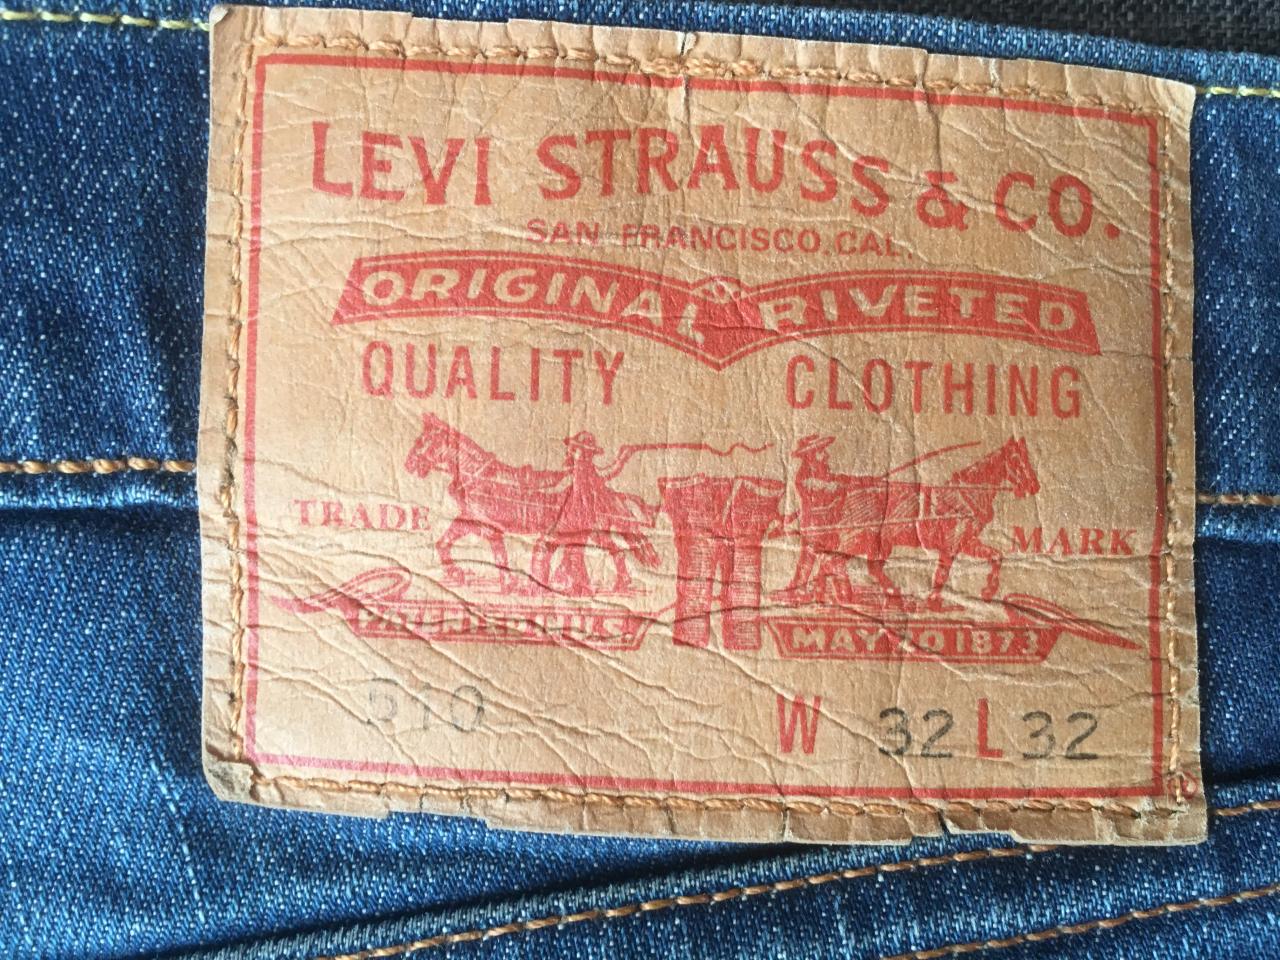 LEVI STRAUSS & CO.
SAN FRANCISCO, CAL.
ORIGINAL RIVETED
QUALITY CLOTHING
TRADE MARK
MAY 20 1873
510 W 32 L 32